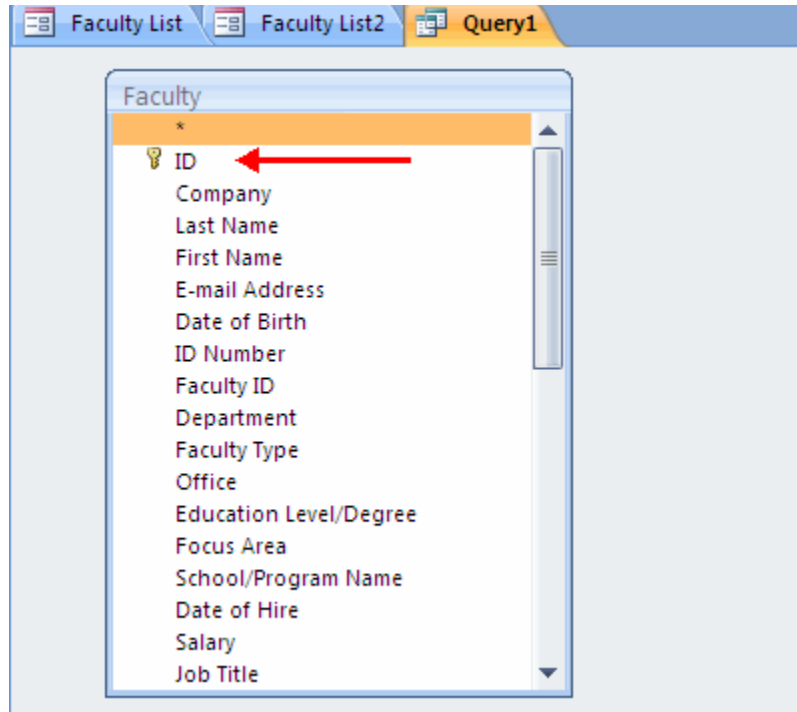 Faculty List Faculty List2 Query1
Faculty
*
ID
Company
Last Name
First Name
E-mail Address
Date of Birth
ID Number
Faculty ID
Department
Faculty Type
Office
Education Level/Degree
Focus Area
School/Program Name
Date of Hire
Salary
Job Title